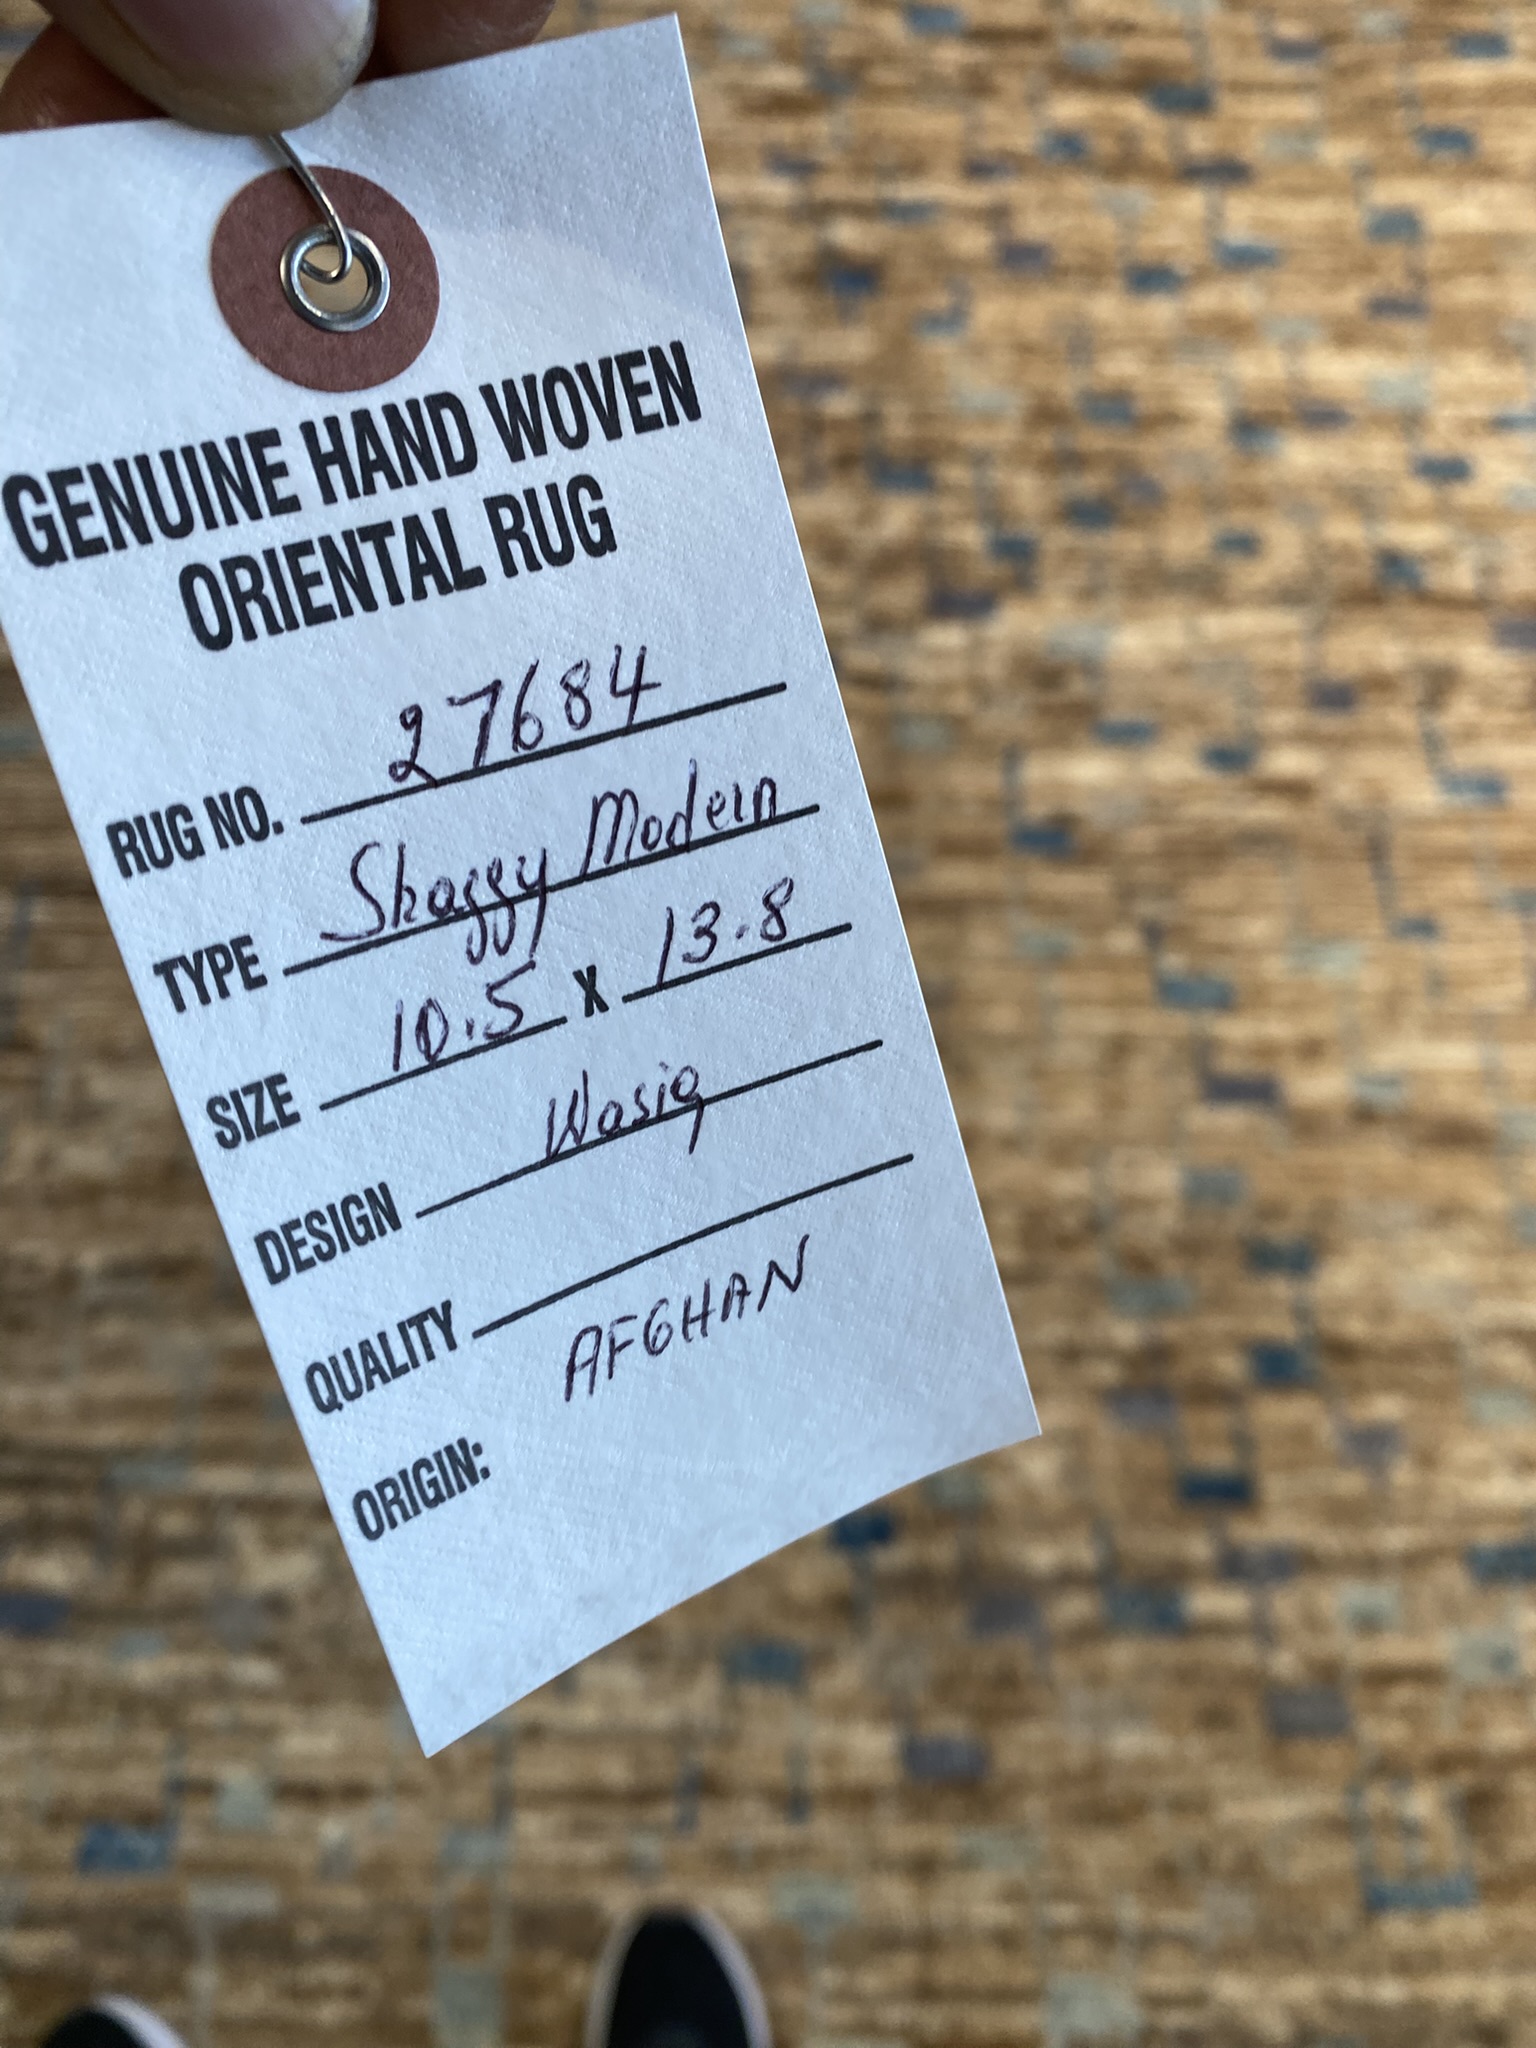 GENUINE HAND WOVEN
ORIENTAL RUG
RUG NO. 27684
TYPE Shaggy Modern
SIZE 10.5 X 13.8
DESIGN Wasiq
QUALITY
ORIGIN: AFGHAN